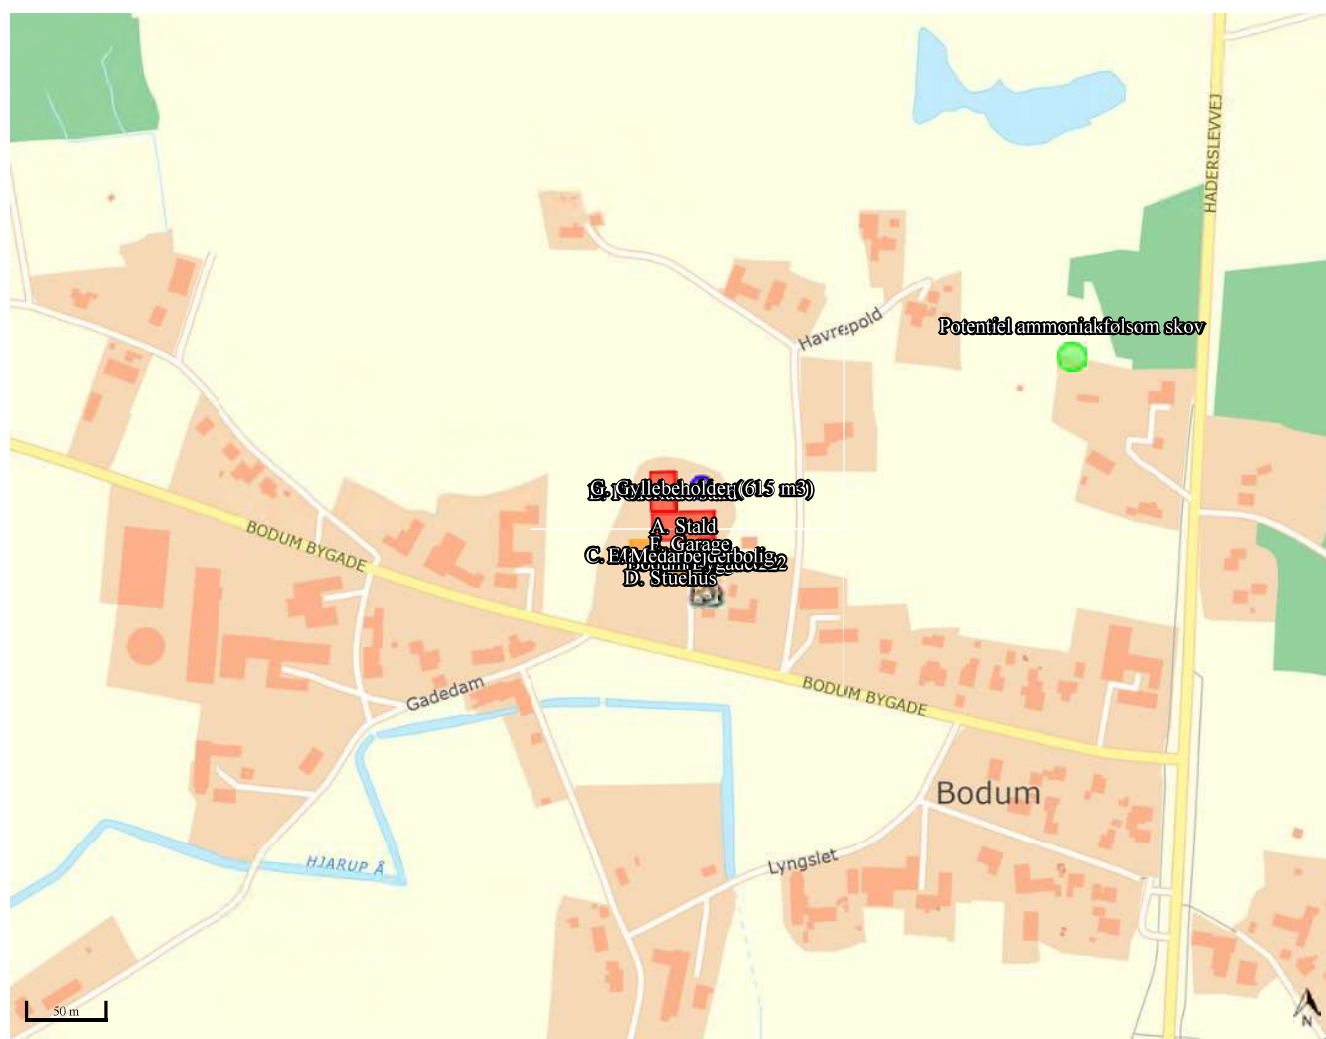 HADERSLEVVEJ
Havrepold
Potentiel ammoniakfølsom skov
G. Gyllebeholder (615 m3)
A. Stald
F. Garage
Medarbejderbolig
D. Stuehus
BODUM BYGADE
Gadedam
BODUM BYGADE
Bodum
Lyngslet
HJARUP Å
50 m
N